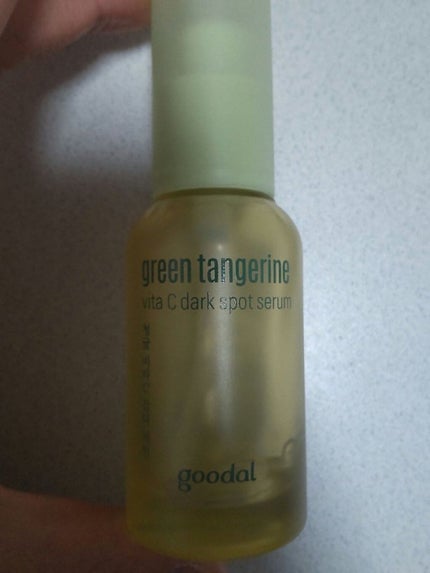 green tangerine
vita C dark spot serum
goodal